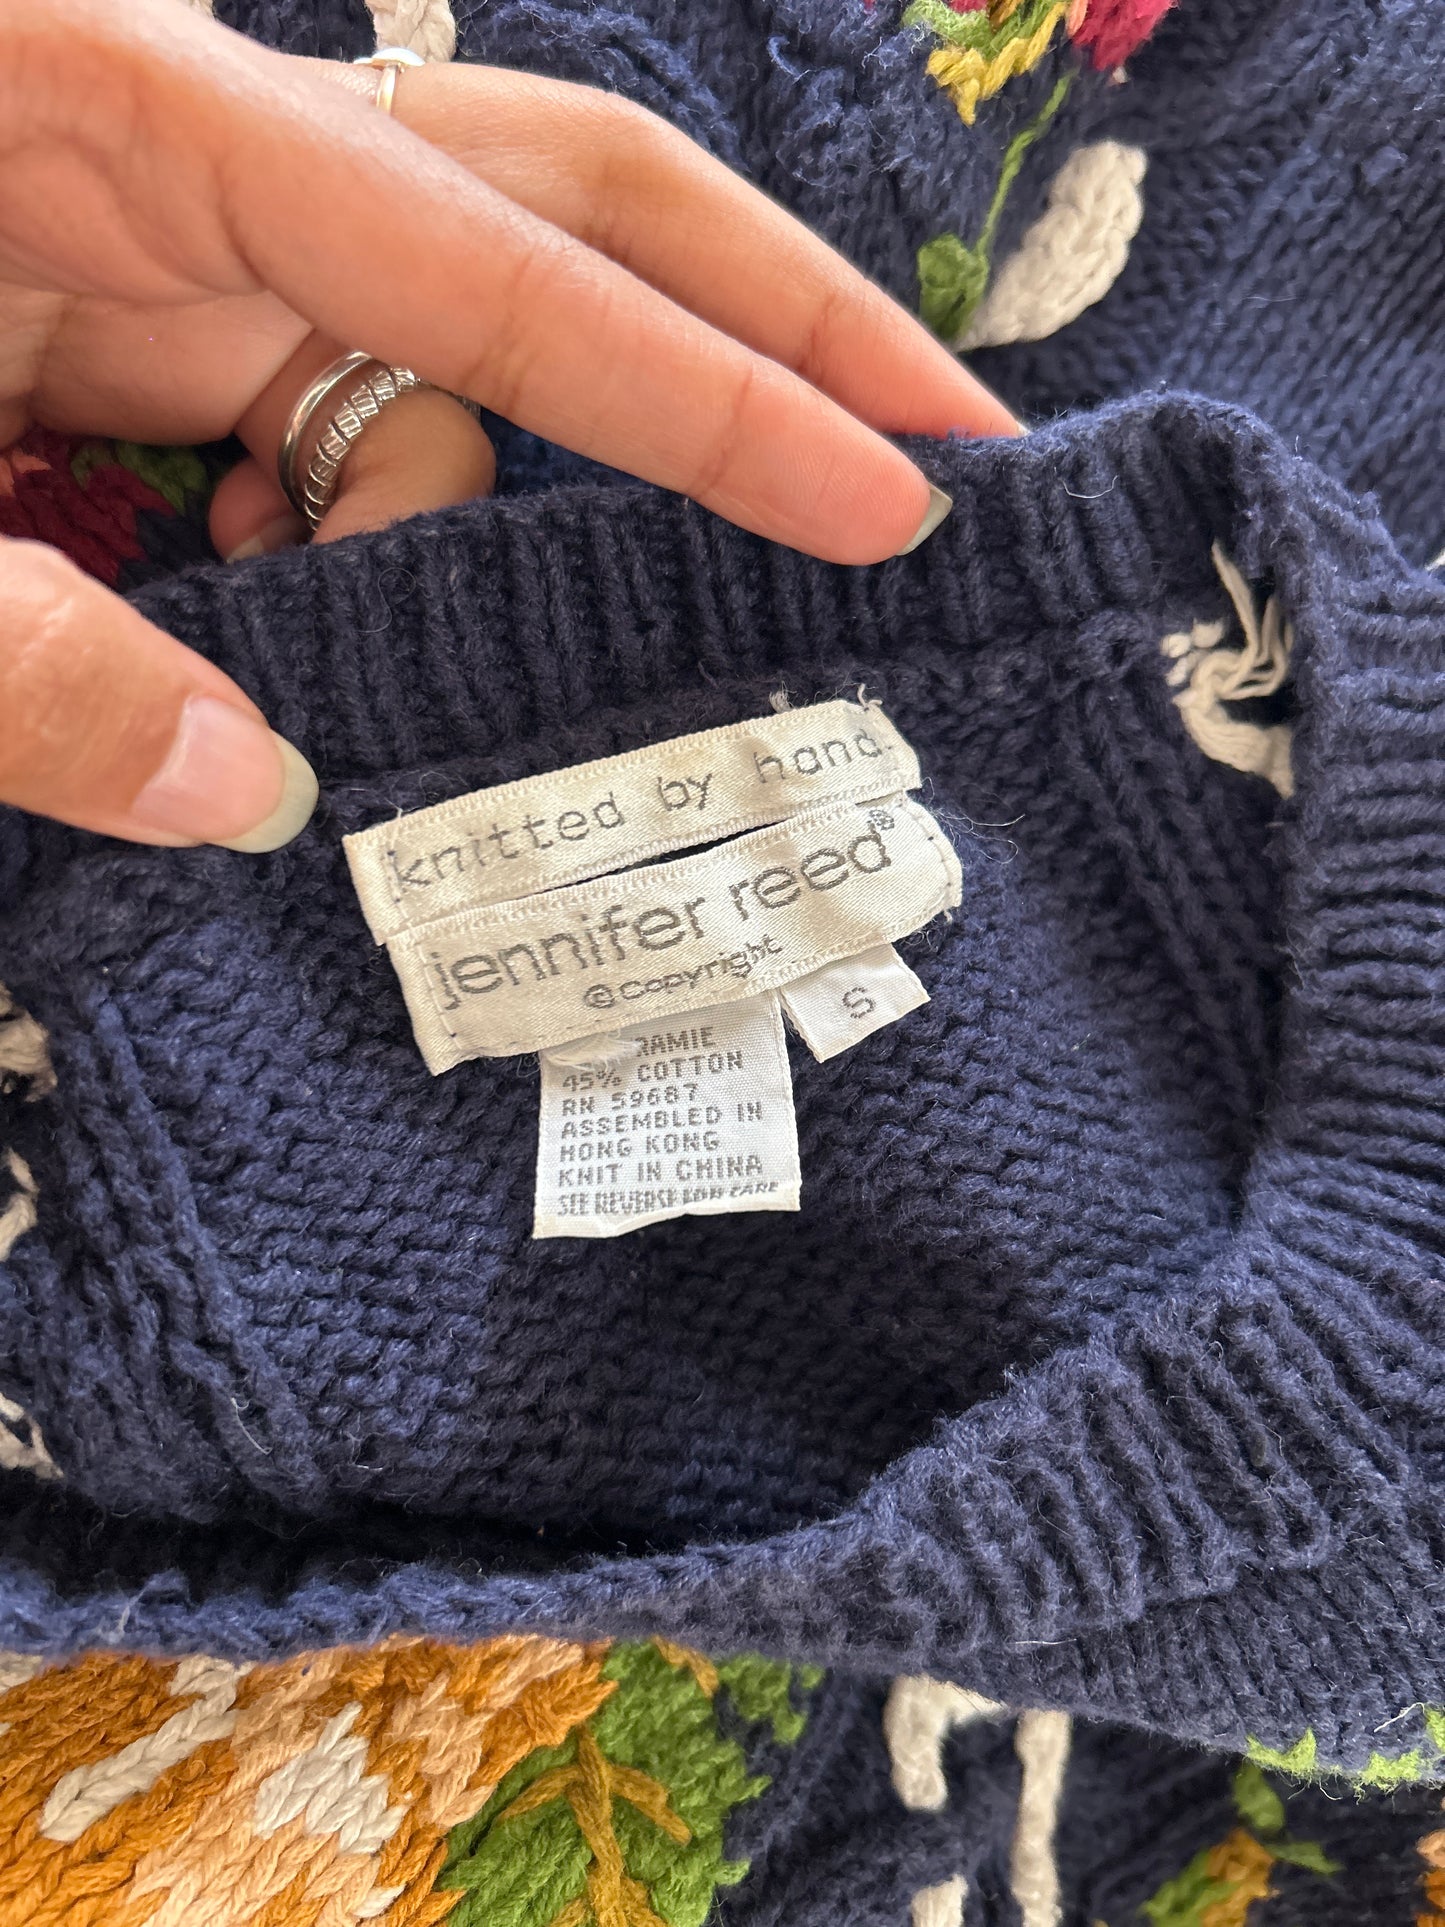 knitted by hand
jennifer reed®
© copyright
S
RAMIE
45% COTTON
RN 59687
ASSEMBLED IN
HONG KONG
KNIT IN CHINA
SEE REVERSE FOR CARE